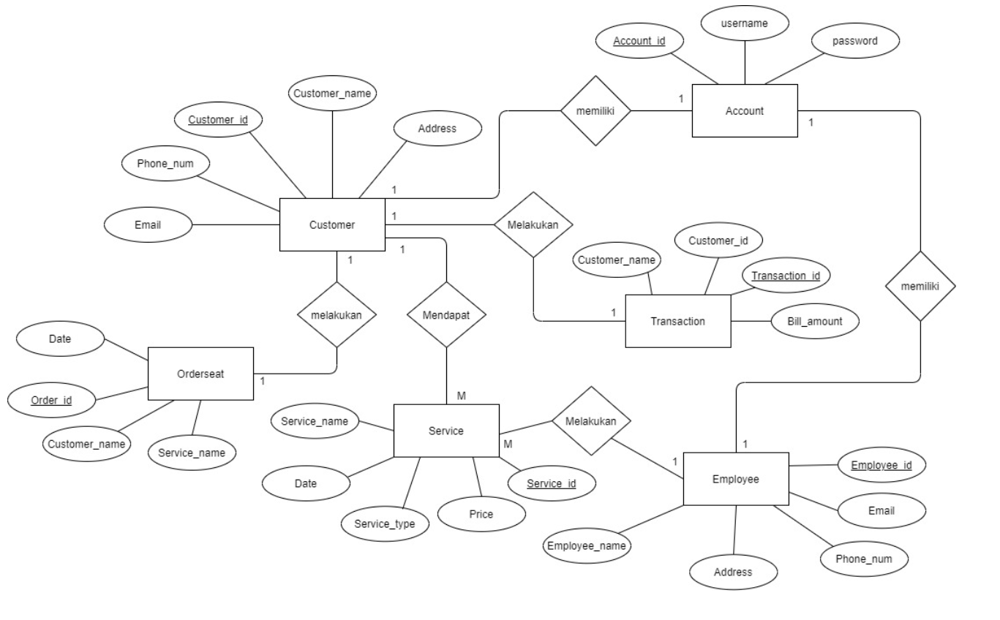 username
Account_id
password
Customer_name
1
memiliki
Account
Customer_id
1
Address
Phone_num
1
1
Email
Customer
Melakukan
Customer_id
1
1
Customer_name
Transaction_id
memiliki
1
melakukan
Mendapat
Transaction
Bill_amount
Date
Orderseat
1
M
Order_id
Service_name
Melakukan
Service
Customer_name
M
1
Service_name
1
Employee_id
Date
Service_id
Employee
Email
Service_type
Price
Employee_name
Phone_num
Address